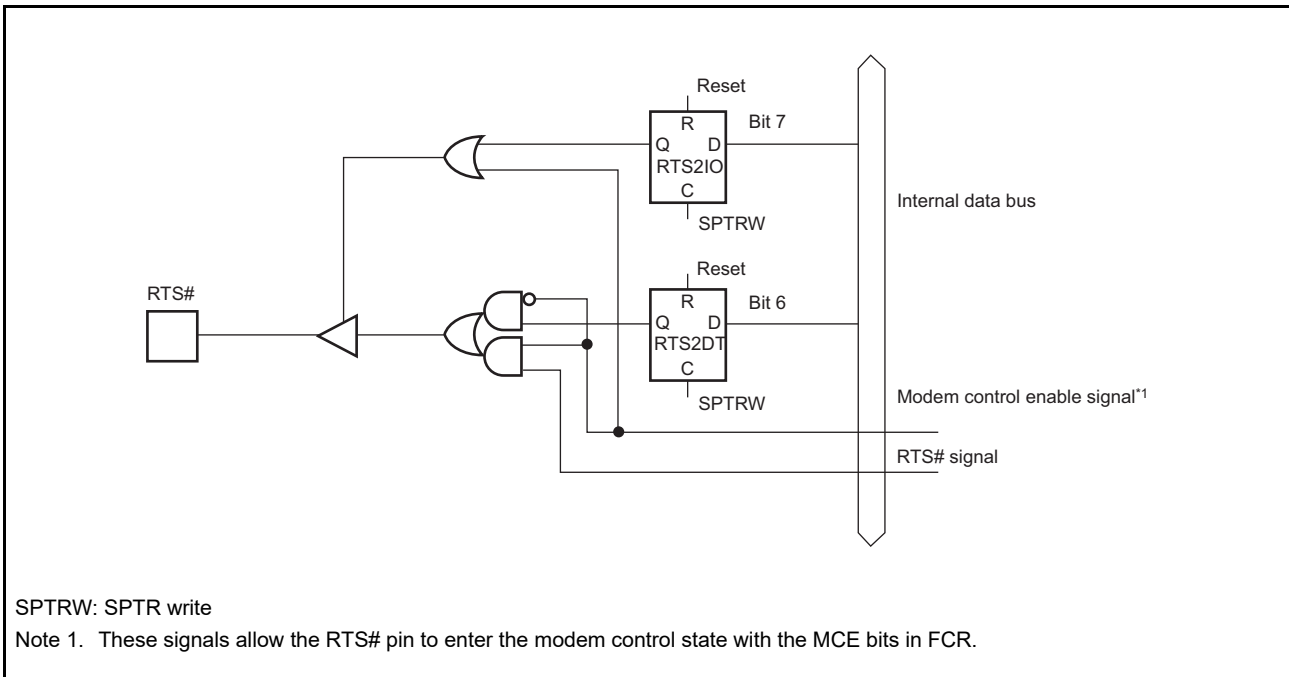 Reset
R
Bit 7
Q D
RTS2IO
C
SPTRW
Internal data bus
Reset
RTS#
R
Bit 6
Q D
RTS2DT
C
SPTRW
Modem control enable signal*1
RTS# signal
SPTRW: SPTR write
Note 1. These signals allow the RTS# pin to enter the modem control state with the MCE bits in FCR.